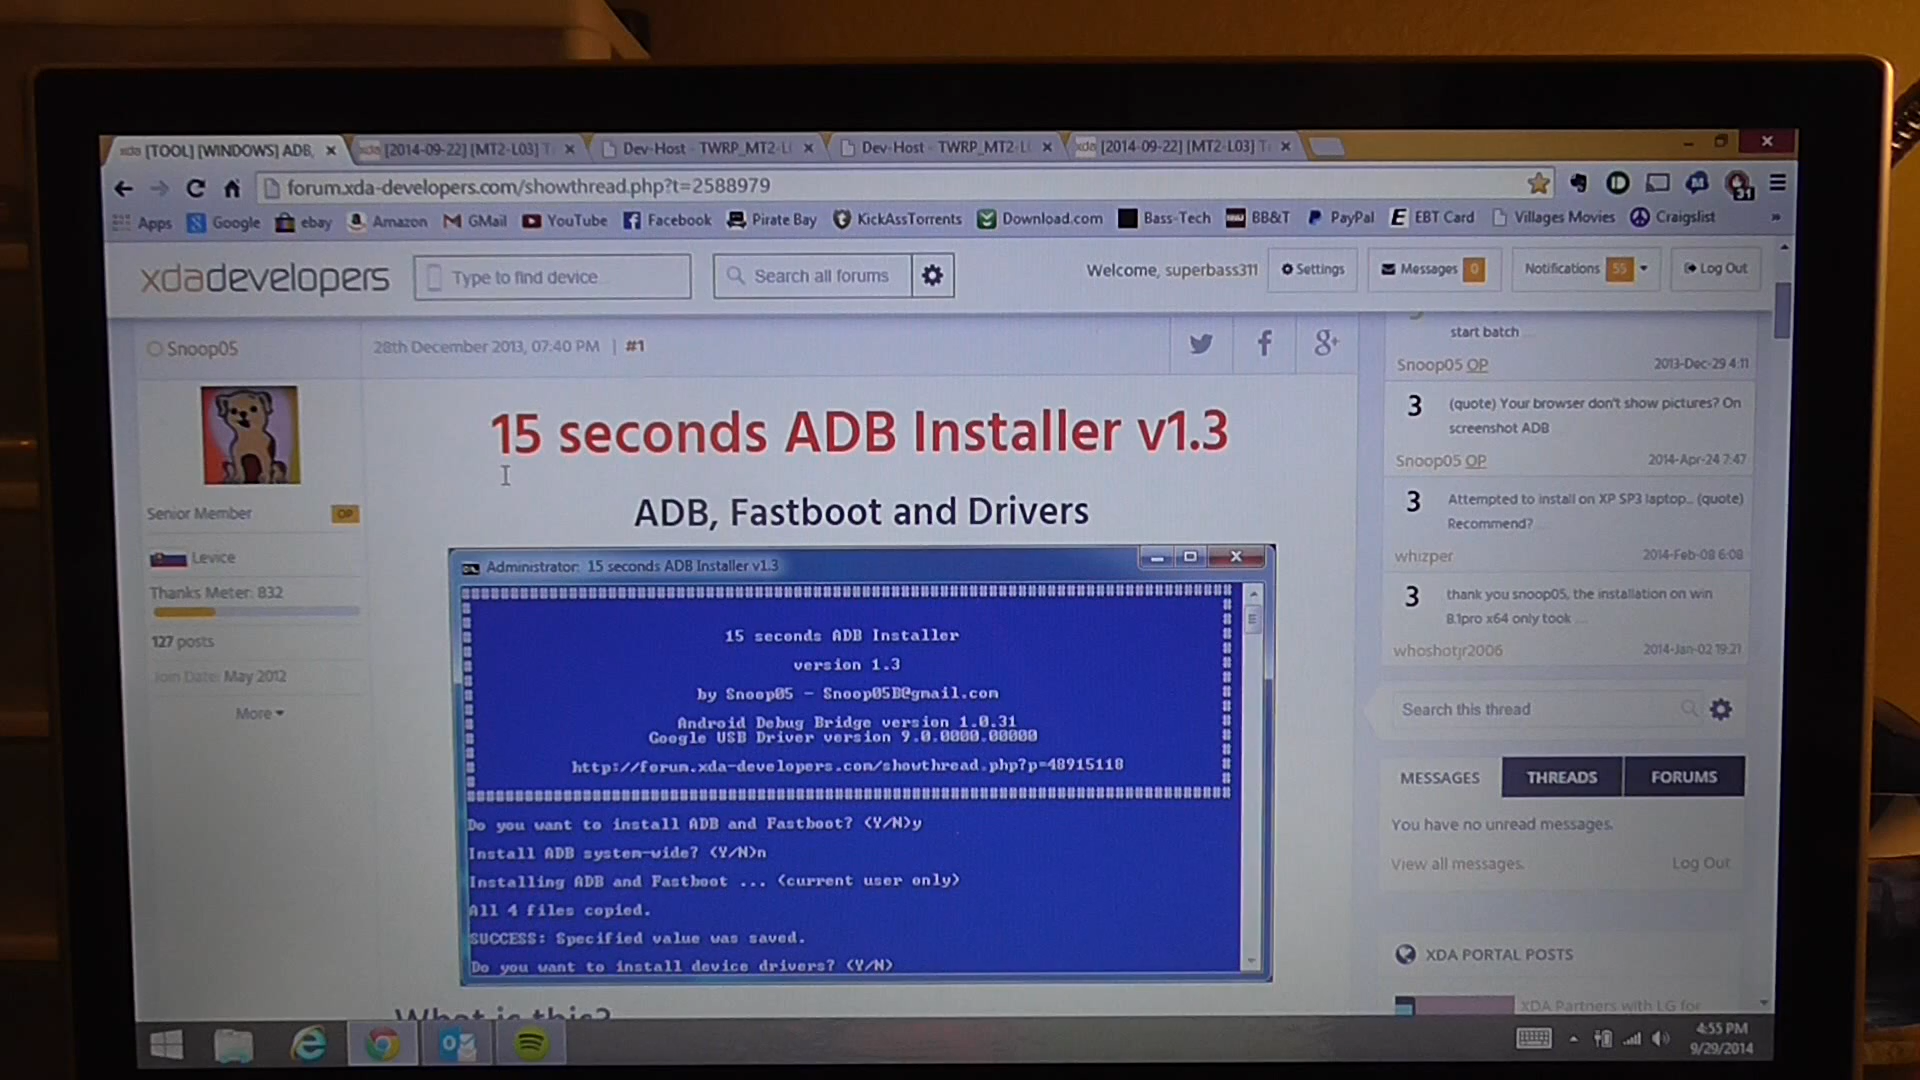 xda [TOOL] [WINDOWS] ADB,
xda [2014-09-22] [MT2-L03] T
Dev-Host - TWRP_MT2-L
Dev-Host - TWRP_MT2-L
xda [2014-09-22] [MT2-L03] T
forum.xda-developers.com/showthread.php?t=2588979
31
Apps Google ebay Amazon GMail YouTube Facebook Pirate Bay KickAssTorrents Download.com Bass-Tech BB&T PayPal EBT Card Villages Movies Craigslist »
xdadevelopers
Type to find device
Search all forums
Welcome, superbass311
Settings
Messages 0
Notifications 55
Log Out
Snoop05
28th December 2013, 07:40 PM | #1
Senior Member OP
Levice
Thanks Meter: 832
127 posts
Join Date: May 2012
More
15 seconds ADB Installer v1.3
ADB, Fastboot and Drivers
Administrator: 15 seconds ADB Installer v1.3
15 seconds ADB Installer
version 1.3
by Snoop05 - Snoop05B@gmail.com
Android Debug Bridge version 1.0.31
Google USB Driver version 9.0.0000.00000
http://forum.xda-developers.com/showthread.php?p=48915118
Do you want to install ADB and Fastboot? (Y/N)y
Install ADB system-wide? (Y/N)n
Installing ADB and Fastboot ... (current user only)
All 4 files copied.
SUCCESS: Specified value was saved.
Do you want to install device drivers? (Y/N)
What is this?
start batch
Snoop05 OP 2013-Dec-29 4:11
3 (quote) Your browser don't show pictures? On
screenshot ADB
Snoop05 OP 2014-Apr-24 7:47
3 Attempted to install on XP SP3 laptop... (quote)
Recommend?
whizper 2014-Feb-08 6:08
3 thank you snoop05, the installation on win
8.1pro x64 only took ...
whoshotjr2006 2014-Jan-02 19:21
Search this thread
MESSAGES THREADS FORUMS
You have no unread messages.
View all messages. Log Out
XDA PORTAL POSTS
XDA Partners with LG for
4:55 PM
9/29/2014